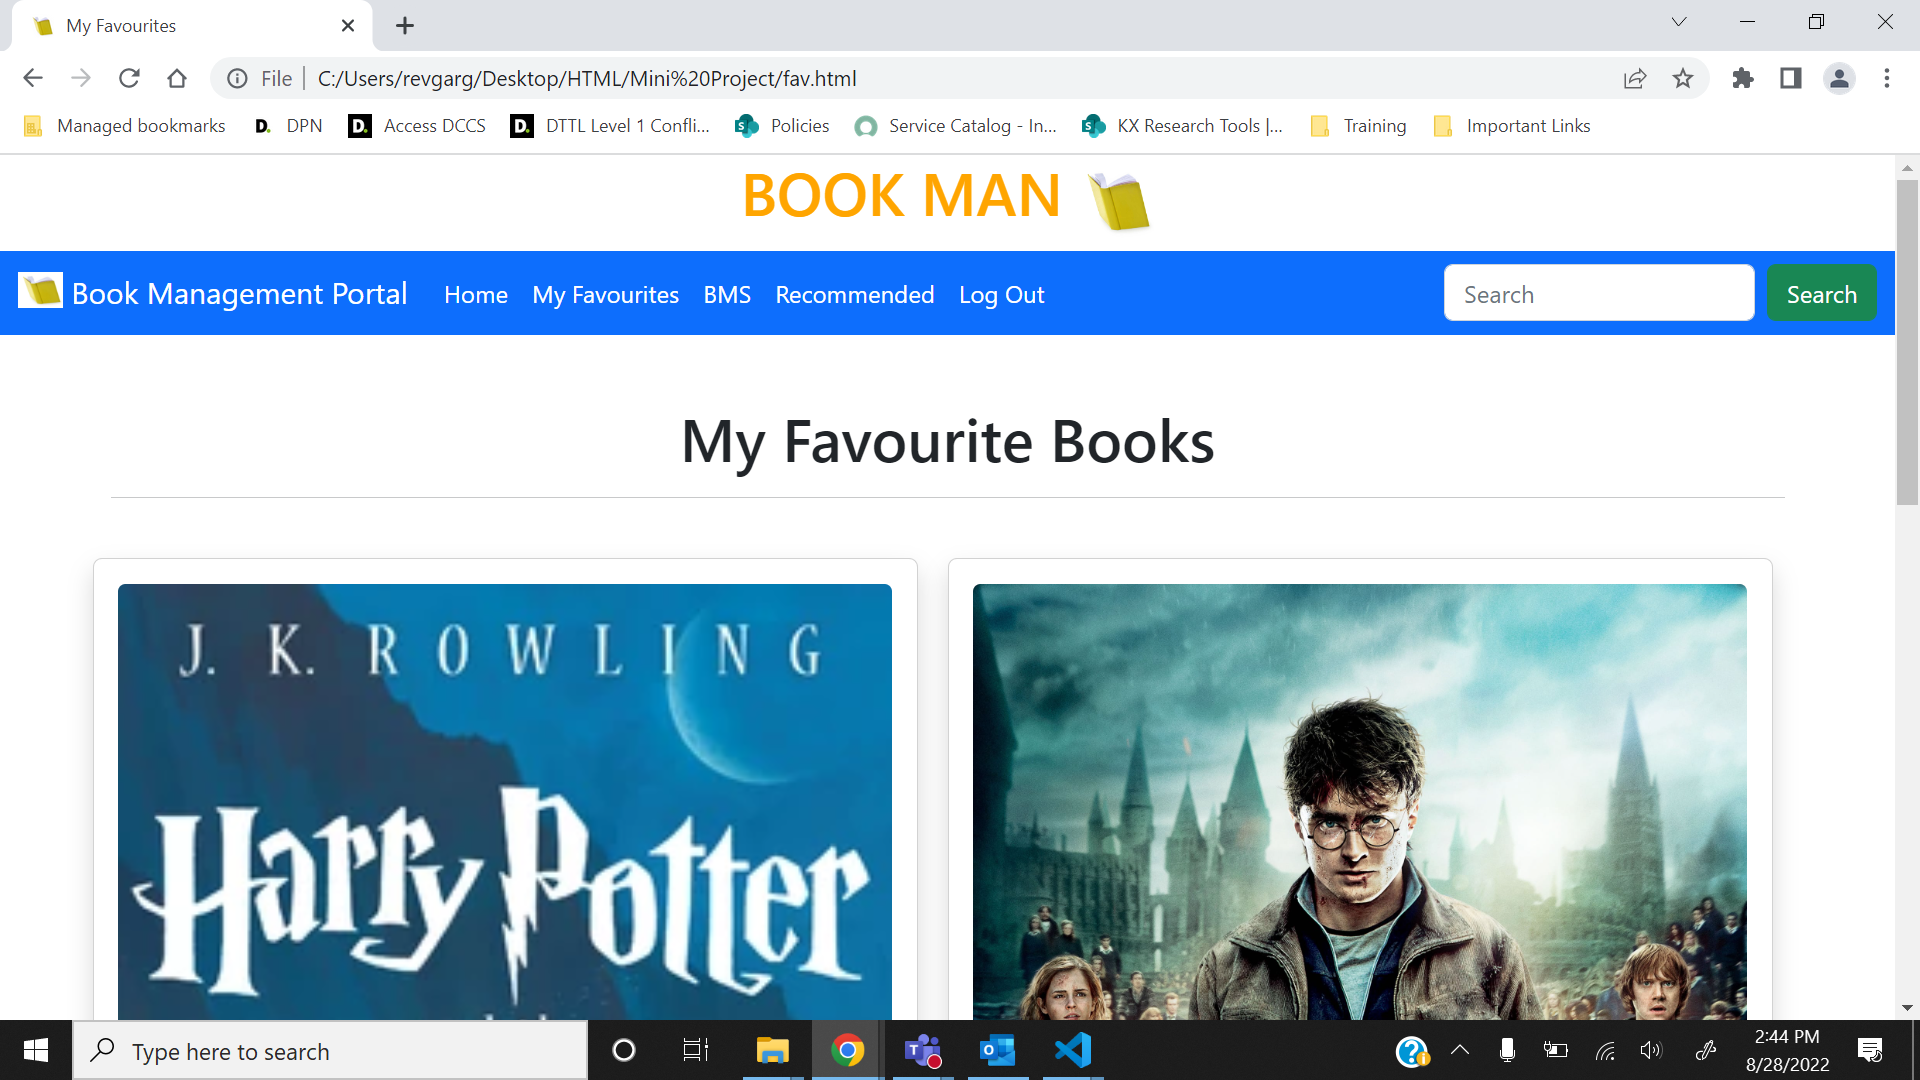 My Favourites
File
C:/Users/revgarg/Desktop/HTML/Mini%20Project/fav.html
Managed bookmarks
D. DPN
D. Access DCCS
D. DTTL Level 1 Confli...
S Policies
Service Catalog - In...
S KX Research Tools |...
Training
Important Links
BOOK MAN
Book Management Portal
Home
My Favourites
BMS
Recommended
Log Out
Search
Search
My Favourite Books
J. K. ROWLING
Harry Potter
Type here to search
2:44 PM
8/28/2022